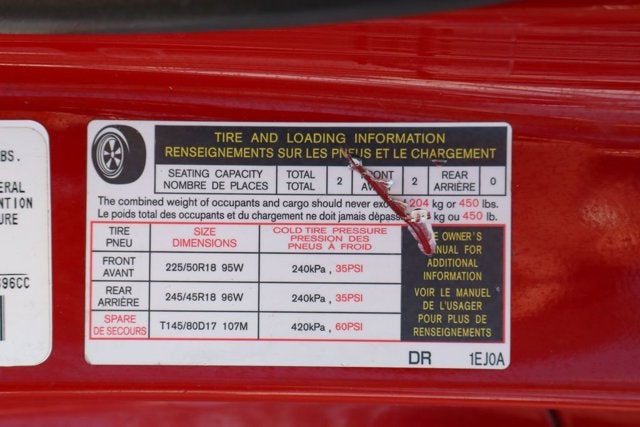 BS.
ERAL
NTION
URE
396CC
TIRE AND LOADING INFORMATION
RENSEIGNEMENTS SUR LES PNEUS ET LE CHARGEMENT
SEATING CAPACITY
NOMBRE DE PLACES
TOTAL
TOTAL 2
ONT
2
REAR
ARRIÈRE 0
The combined weight of occupants and cargo should never 204 kg or 450 lbs.
Le poids total des occupants et du chargement ne doit jamais kg ou 450 lb.
TIRE
PNEU
SIZE
DIMENSIONS
COLD TIRE PRESSURE
PRESSION DES
PNEUS À FROID
FRONT
AVANT 225/50R18 95W 240kPa , 35PSI
REAR
ARRIÈRE 245/45R18 96W 240kPa , 35PSI
SPARE
DE SECOURS T145/80D17 107M 420kPa , 60PSI
OWNER'S
MANUAL FOR
ADDITIONAL
INFORMATION
VOIR LE MANUEL
DE L'USAGER
POUR PLUS DE
RENSEIGNEMENTS
DR 1EJ0A